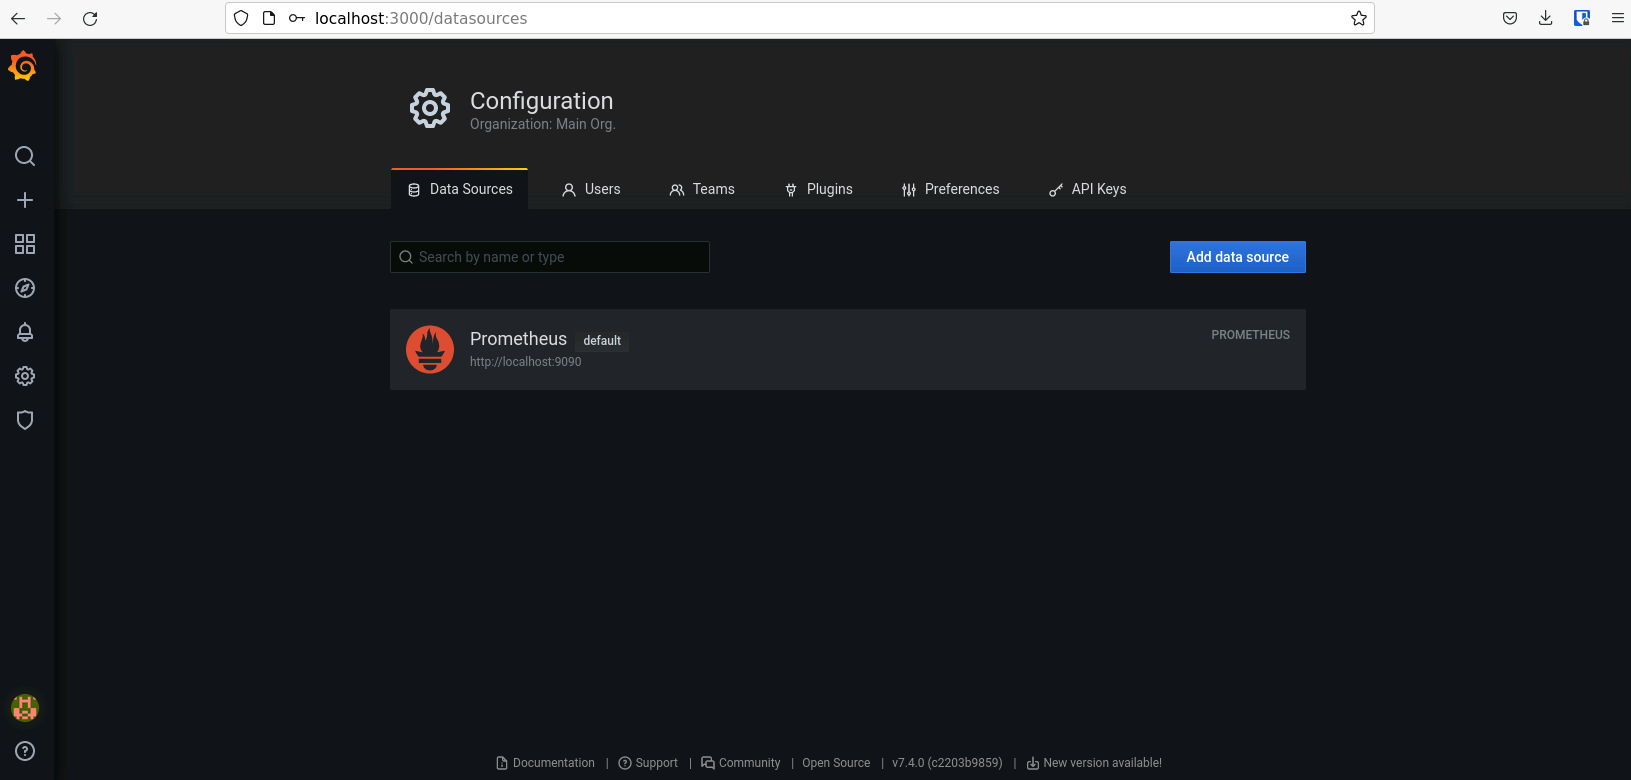 localhost:3000/datasources
Configuration
Organization: Main Org.
Data Sources Users Teams Plugins Preferences API Keys
Search by name or type Add data source
Prometheus default PROMETHEUS
http://localhost:9090
Documentation | Support | Community | Open Source | v7.4.0 (c2203b9859) | New version available!